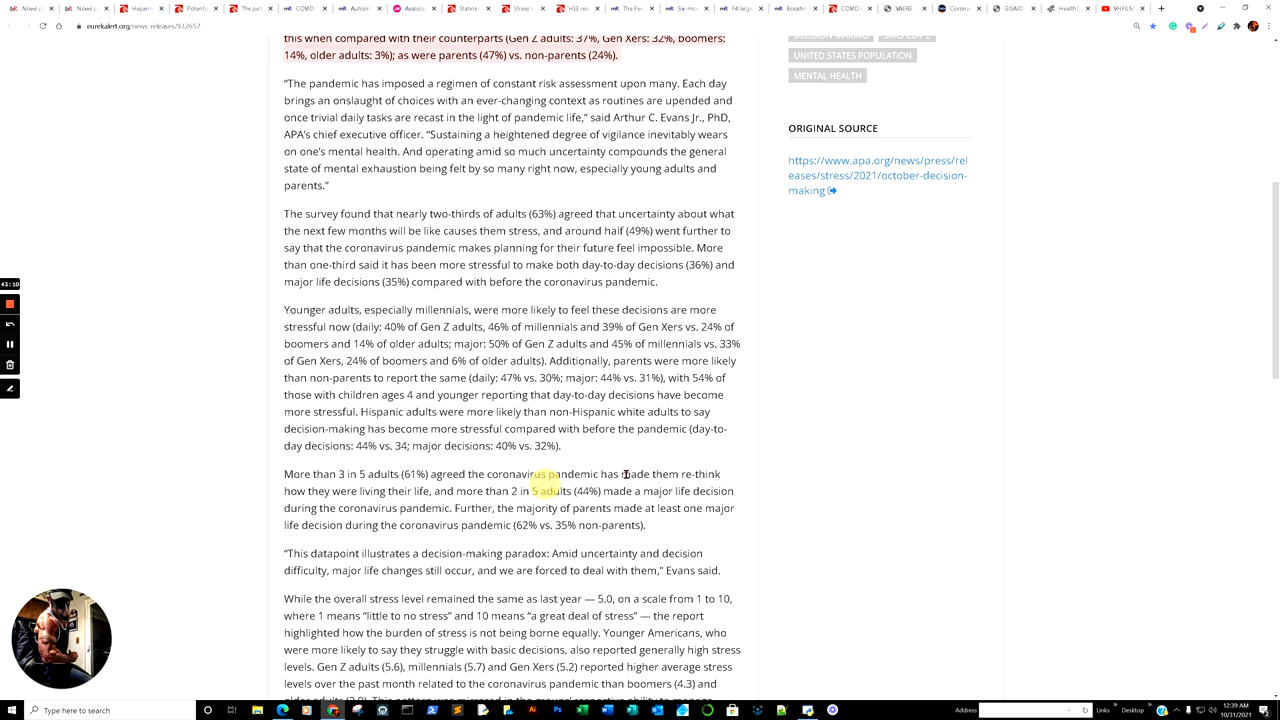 Novel p
Novel p
Heparin
Potenti
The pat
COVID
Autom
Associ
Statins
Stress
HSE ne
The Pe
Six-mo
FAlarge
Boostin
COVID
VAERS
Coron
GISAID
Health
VHFILM
eurekalert.org/news-releases/932657
this when compared with their counterparts (Gen Z adults: 37%, Gen Xers: 32%, boomers:
14%, older adults: 3%); as were parents (47%) vs. non-parents (24%).
“The pandemic has imposed a regimen of constant risk assessment upon many. Each day
brings an onslaught of choices with an ever-changing context as routines are upended and
once trivial daily tasks are recast in the light of pandemic life,” said Arthur C. Evans Jr., PhD,
APA’s chief executive officer. “Sustaining a heightened degree of vigilance inevitably wears
on one’s mental health. And operating amid so much uncertainty compounds the general
state of mental exhaustion being felt by so many right now, especially young adults and
parents.”
The survey found that nearly two-thirds of adults (63%) agreed that uncertainty about what
the next few months will be like causes them stress, and around half (49%) went further to
say that the coronavirus pandemic makes planning for their future feel impossible. More
than one-third said it has been more stressful to make both day-to-day decisions (36%) and
major life decisions (35%) compared with before the coronavirus pandemic.
Younger adults, especially millennials, were more likely to feel these decisions are more
stressful now (daily: 40% of Gen Z adults, 46% of millennials and 39% of Gen Xers vs. 24% of
boomers and 14% of older adults; major: 50% of Gen Z adults and 45% of millennials vs. 33%
of Gen Xers, 24% of boomers and 6% of older adults). Additionally, parents were more likely
than non-parents to report the same (daily: 47% vs. 30%; major: 44% vs. 31%), with 54% of
those with children ages 4 and younger reporting that day-to-day decisions have become
more stressful. Hispanic adults were more likely than non-Hispanic white adults to say
decision-making has become more stressful compared with before the pandemic (day-to-
day decisions: 44% vs. 34; major decisions: 40% vs. 32%).
More than 3 in 5 adults (61%) agreed the coronavirus pandemic has made them re-think
how they were living their life, and more than 2 in 5 adults (44%) made a major life decision
during the coronavirus pandemic. Further, the majority of parents made at least one major
life decision during the coronavirus pandemic (62% vs. 35% non-parents).
“This datapoint illustrates a decision-making paradox: Amid uncertainty and decision
difficulty, major life changes still occur, and we are forced to deal with them,” Evans said.
While the overall stress level remained the same as last year — 5.0, on a scale from 1 to 10,
where 1 means “little to no stress” and 10 means “a great deal of stress” — the report
highlighted how the burden of stress is not being borne equally. Younger Americans, who
were more likely to say they struggle with basic decisions, also reported generally high stress
levels. Gen Z adults (5.6), millennials (5.7) and Gen Xers (5.2) reported higher average stress
levels over the past month related to the coronavirus pandemic than boomers (4.3) and
UNITED STATES POPULATION
MENTAL HEALTH
ORIGINAL SOURCE
https://www.apa.org/news/press/rel
eases/stress/2021/october-decision-
making
43:10
Type here to search
Address
Links
Desktop
12:39 AM
10/31/2021